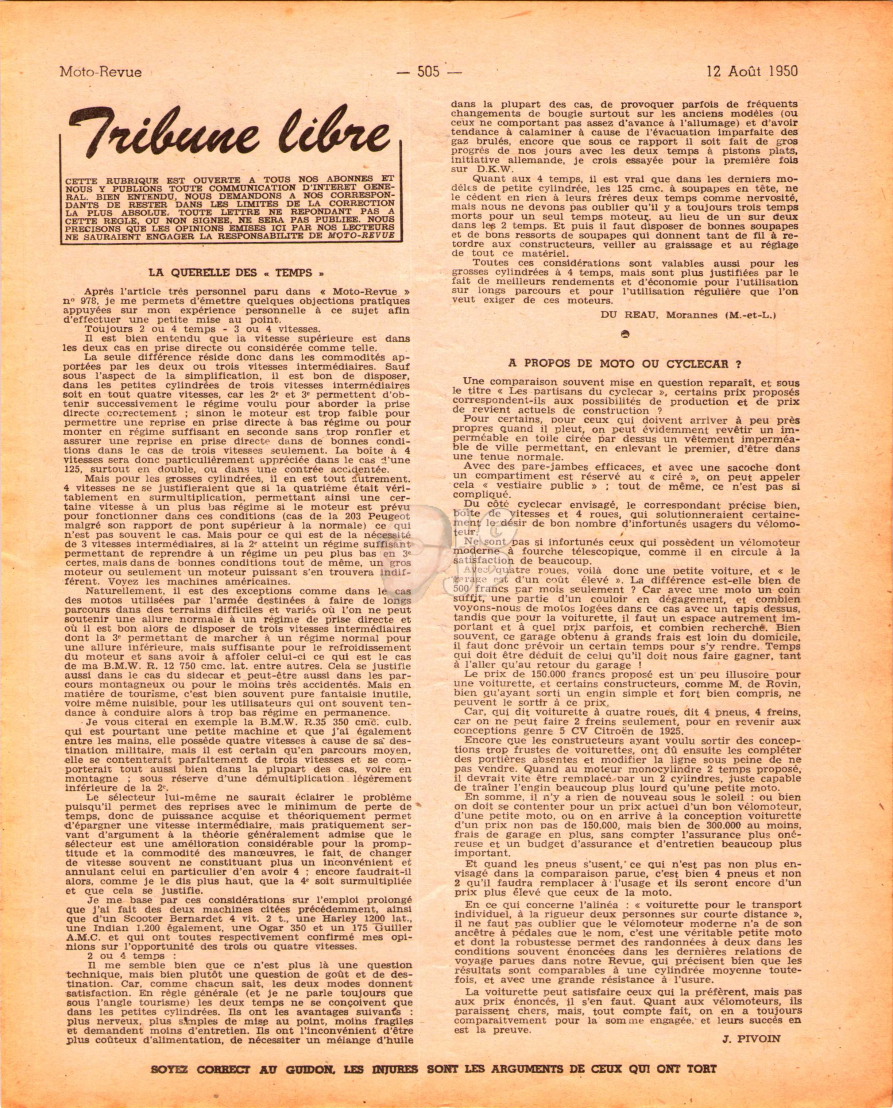 Moto-Revue
— 505 —
12 Août 1950
Tribune libre
CETTE RUBRIQUE EST OUVERTE A TOUS NOS ABONNES ET
NOUS Y PUBLIONS TOUTE COMMUNICATION D'INTERET GENE-
RAL. BIEN ENTENDU, NOUS DEMANDONS A NOS CORRESPON-
DANTS DE RESTER DANS LES LIMITES DE LA CORRECTION
LA PLUS ABSOLUE. TOUTE LETTRE NE REPONDANT PAS A
CETTE REGLE, OU NON SIGNEE, NE SERA PAS PUBLIEE. NOUS
PRECISONS QUE LES OPINIONS EMISES ICI PAR NOS LECTEURS
NE SAURAIENT ENGAGER LA RESPONSABILITE DE MOTO-REVUE
LA QUERELLE DES « TEMPS »
Après l'article très personnel paru dans « Moto-Revue »
n° 978, je me permets d'émettre quelques objections pratiques
appuyées sur mon expérience personnelle à ce sujet afin
d'effectuer une petite mise au point.
Toujours 2 ou 4 temps - 3 ou 4 vitesses.
Il est bien entendu que la vitesse supérieure est dans
les deux cas en prise directe ou considérée comme telle.
La seule différence réside donc dans les commodités ap-
portées par les deux ou trois vitesses intermédiaires. Sauf
sous l'aspect de la simplification, il est bon de disposer,
dans les petites cylindrées de trois vitesses intermédiaires
soit en tout quatre vitesses, car les 2e et 3e permettent d'ob-
tenir successivement le régime voulu pour aborder la prise
directe correctement ; sinon le moteur est trop faible pour
permettre une reprise en prise directe à bas régime ou pour
monter en régime suffisant en seconde sans trop ronfler et
assurer une reprise en prise directe dans de bonnes condi-
tions dans le cas de trois vitesses seulement. La boîte à 4
vitesses sera donc particulièrement appréciée dans le cas d'une
125, surtout en double, ou dans une contrée accidentée.
Mais pour les grosses cylindrées, il en est tout autrement.
4 vitesses ne se justifieraient que si la quatrième était véri-
tablement en surmultiplication, permettant ainsi une cer-
taine vitesse à un plus bas régime si le moteur est prévu
pour fonctionner dans ces conditions (cas de la 203 Peugeot
malgré son rapport de pont supérieur à la normale) ce qui
n'est pas souvent le cas. Mais pour ce qui est de la nécessité
de 3 vitesses intermédiaires, si la 2e atteint un régime suffisant
permettant de reprendre à un régime un peu plus bas en 3e
certes, mais dans de bonnes conditions tout de même, un gros
moteur ou seulement un moteur puissant s'en trouvera indif-
férent. Voyez les machines américaines.
Naturellement, il est des exceptions comme dans le cas
des motos utilisées par l'armée destinées à faire de longs
parcours dans des terrains difficiles et variés où l'on ne peut
soutenir une allure normale à un régime de prise directe et
où il est bon alors de disposer de trois vitesses intermédiaires
dont la 3e permettant de marcher à un régime normal pour
une allure inférieure, mais suffisante pour le refroidissement
du moteur et sans avoir à affoler celui-ci ce qui est le cas
de ma B.M.W. R. 12 750 cmc. lat. entre autres. Cela se justifie
aussi dans le cas du sidecar et peut-être aussi dans les par-
cours montagneux ou pour le moins très accidentés. Mais en
matière de tourisme, c'est bien souvent pure fantaisie inutile,
voire même nuisible, pour les utilisateurs qui ont souvent ten-
dance à conduire alors à trop bas régime en permanence.
Je vous citerai en exemple la B.M.W. R.35 350 cmc. culb.
qui est pourtant une petite machine et que j'ai également
entre les mains, elle possède quatre vitesses à cause de sa des-
tination militaire, mais il est certain qu'en parcours moyen,
elle se contenterait parfaitement de trois vitesses et se com-
porterait tout aussi bien dans la plupart des cas, voire en
montagne ; sous réserve d'une démultiplication légèrement
inférieure de la 2e.
Le sélecteur lui-même ne saurait éclairer le problème
puisqu'il permet des reprises avec le minimum de perte de
temps, donc de puissance acquise et théoriquement permet
d'épargner une vitesse intermédiaire, mais pratiquement ser-
vant d'argument à la théorie généralement admise que le
sélecteur est une amélioration considérable pour la promp-
titude et la commodité des manœuvres, le fait de changer
de vitesse souvent ne constituant plus un inconvénient et
annulant celui en particulier d'en avoir 4 ; encore faudrait-il
alors, comme je le dis plus haut, que la 4e soit surmultipliée
et que cela se justifie.
Je me base par ces considérations sur l'emploi prolongé
que j'ai fait des deux machines citées précédemment, ainsi
que d'un Scooter Bernardet 4 vit. 2 t., une Harley 1200 lat.,
une Indian 1.200 également, une Ogar 350 et un 175 Guiller
A.M.C. et qui ont toutes respectivement confirmé mes opi-
nions sur l'opportunité des trois ou quatre vitesses.
2 ou 4 temps :
Il me semble bien que ce n'est plus là une question
technique, mais bien plutôt une question de goût et de des-
tination. Car, comme chacun sait, les deux modes donnent
satisfaction. En règle générale (et je ne parle toujours que
sous l'angle tourisme) les deux temps ne se conçoivent que
dans les petites cylindrées. Ils ont les avantages suivants :
plus nerveux, plus simples de mise au point, moins fragiles
et demandent moins d'entretien. Ils ont l'inconvénient d'être
plus coûteux d'alimentation, de nécessiter un mélange d'huile
dans la plupart des cas, de provoquer parfois de fréquents
changements de bougie surtout sur les anciens modèles (ou
ceux ne comportant pas assez d'avance à l'allumage) et d'avoir
tendance à calaminer à cause de l'évacuation imparfaite des
gaz brulés, encore que sous ce rapport il soit fait de gros
progrès de nos jours avec les deux temps à pistons plats,
initiative allemande, je crois essayée pour la première fois
sur D.K.W.
Quant aux 4 temps, il est vrai que dans les derniers mo-
dèles de petite cylindrée, les 125 cmc. à soupapes en tête, ne
le cèdent en rien à leurs frères deux temps comme nervosité,
mais nous ne devons pas oublier qu'il y a toujours trois temps
morts pour un seul temps moteur, au lieu de un sur deux
dans les 2 temps. Et puis il faut disposer de bonnes soupapes
et de bons ressorts de soupapes qui donnent tant de fil à re-
tordre aux constructeurs, veiller au graissage et au réglage
de tout ce matériel.
Toutes ces considérations sont valables aussi pour les
grosses cylindrées à 4 temps, mais sont plus justifiées par le
fait de meilleurs rendements et d'économie pour l'utilisation
sur longs parcours et pour l'utilisation régulière que l'on
veut exiger de ces moteurs.
DU REAU, Morannes (M.-et-L.)
A PROPOS DE MOTO OU CYCLECAR ?
Une comparaison souvent mise en question reparaît, et sous
le titre « Les partisans du cyclecar », certains prix proposés
correspondent-ils aux possibilités de production et de prix
de revient actuels de construction ?
Pour certains, pour ceux qui doivent arriver à peu près
propres quand il pleut, on peut évidemment revêtir un im-
perméable en toile cirée par dessus un vêtement imperméa-
ble de ville permettant, en enlevant le premier, d'être dans
une tenue normale.
Avec des pare-jambes efficaces, et avec une sacoche dont
un compartiment est réservé au « ciré », on peut appeler
cela « vestiaire public » ; tout de même, ce n'est pas si
compliqué.
Du côté cyclecar envisagé, le correspondant précise bien,
boîte de vitesses et 4 roues, qui solutionneraient certaine-
ment le désir de bon nombre d'infortunés usagers du vélomo-
teur.
Ne sont pas si infortunés ceux qui possèdent un vélomoteur
moderne à fourche télescopique, comme il en circule à la
satisfaction de beaucoup.
Avec quatre roues, voilà donc une petite voiture, et « le
garage est d'un coût élevé ». La différence est-elle bien de
500 francs par mois seulement ? Car avec une moto un coin
suffit, une partie d'un couloir en dégagement, et combien
voyons-nous de motos logées dans ce cas avec un tapis dessus,
tandis que pour la voiturette, il faut un espace autrement im-
portant et à quel prix parfois, et combien recherché. Bien
souvent, ce garage obtenu à grands frais est loin du domicile,
il faut donc prévoir un certain temps pour s'y rendre. Temps
qui doit être déduit de celui qu'il doit nous faire gagner, tant
à l'aller qu'au retour du garage !
Le prix de 150.000 francs proposé est un peu illusoire pour
une voiturette, et certains constructeurs, comme M. de Rovin,
bien qu'ayant sorti un engin simple et fort bien compris, ne
peuvent le sortir à ce prix.
Car, qui dit voiturette à quatre roues, dit 4 pneus, 4 freins,
car on ne peut faire 2 freins seulement, pour en revenir aux
conceptions genre 5 CV Citroën de 1925.
Encore que les constructeurs ayant voulu sortir des concep-
tions trop frustes de voiturettes, ont dû ensuite les compléter
des portières absentes et modifier la ligne sous peine de ne
pas vendre. Quand au moteur monocylindre 2 temps proposé,
il devrait vite être remplacé par un 2 cylindres, juste capable
de traîner l'engin beaucoup plus lourd qu'une petite moto.
En somme, il n'y a rien de nouveau sous le soleil : ou bien
on doit se contenter pour un prix actuel d'un bon vélomoteur,
d'une petite moto, ou on en arrive à la conception voiturette
d'un prix non pas de 150.000, mais bien de 300.000 au moins,
frais de garage en plus, sans compter l'assurance plus oné-
reuse et un budget d'assurance et d'entretien beaucoup plus
important.
Et quand les pneus s'usent, ce qui n'est pas non plus en-
visagé dans la comparaison parue, c'est bien 4 pneus et non
2 qu'il faudra remplacer à l'usage et ils seront encore d'un
prix plus élevé que ceux de la moto.
En ce qui concerne l'alinéa : « voiturette pour le transport
individuel, à la rigueur deux personnes sur courte distance »,
il ne faut pas oublier que le vélomoteur moderne n'a de son
ancêtre à pédales que le nom, c'est une véritable petite moto
et dont la robustesse permet des randonnées à deux dans les
conditions souvent énoncées dans les dernières relations de
voyage parues dans notre Revue, qui précisent bien que les
résultats sont comparables à une cylindrée moyenne toute-
fois, et avec une grande résistance à l'usure.
La voiturette peut satisfaire ceux qui la préfèrent, mais pas
aux prix énoncés, il s'en faut. Quant aux vélomoteurs, ils
paraissent chers, mais, tout compte fait, on en a toujours
comparaitvement pour la somme engagée, et leurs succès en
est la preuve.
J. PIVOIN
SOYEZ CORRECT AU GUIDON, LES INJURES SONT LES ARGUMENTS DE CEUX QUI ONT TORT